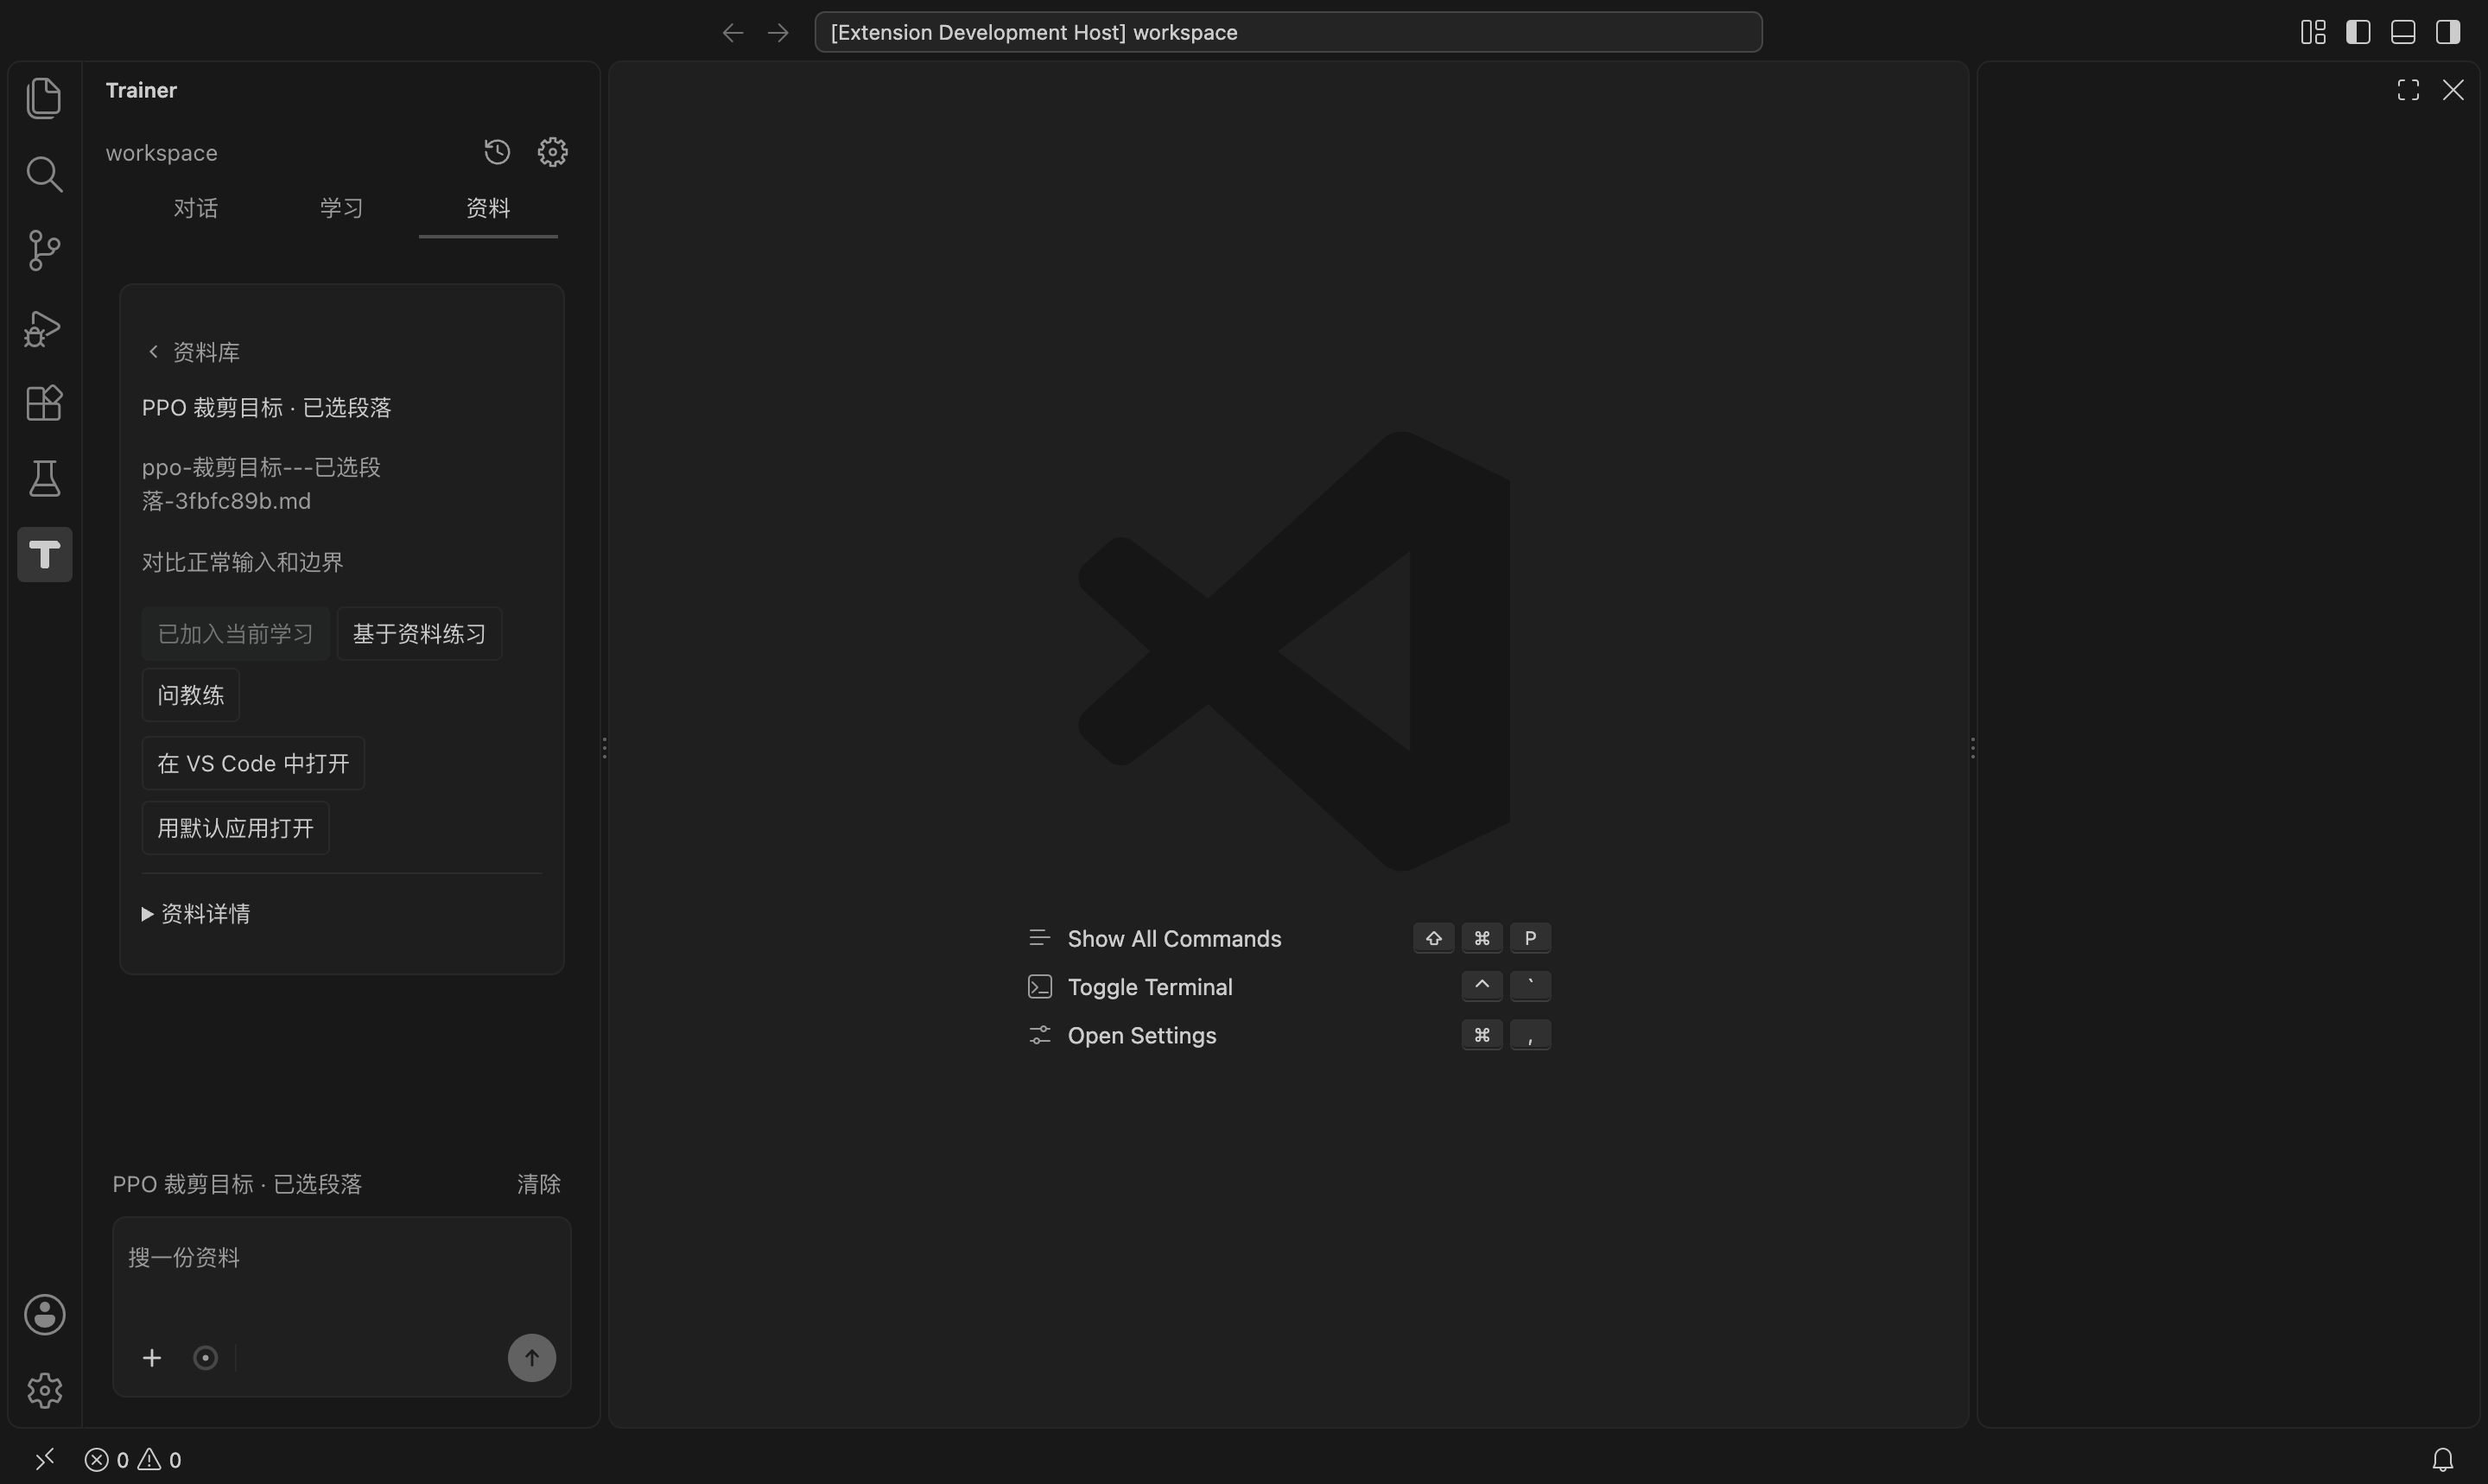 [Extension Development Host] workspace
Trainer
workspace
对话 学习 资料
资料库
PPO 裁剪目标 · 已选段落
ppo-裁剪目标---已选段
落-3fbfc89b.md
对比正常输入和边界
已加入当前学习 基于资料练习
问教练
在 VS Code 中打开
用默认应用打开
资料详情
PPO 裁剪目标 · 已选段落 清除
搜一份资料
T
Show All Commands ⇧ ⌘ P
Toggle Terminal ^ `
Open Settings ⌘ ,
0 0